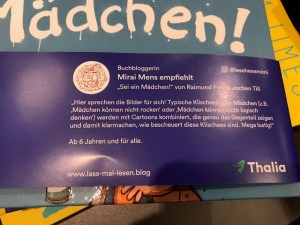 Mädchen!
Buchbloggerin
Mirai Mens empfiehlt
„Sei ein Mädchen!" von Raimund & Jochen Till
@lesehexemimi
„Hier sprechen die Bilder für sich! Typische Klischees über Mädchen (z.B.
‚Mädchen können nicht rocken' oder ‚Mädchen können nicht logisch
denken') werden mit Cartoons kombiniert, die genau das Gegenteil zeigen
und damit klarmachen, wie bescheuert diese Klischees sind. Mega lustig!"
Ab 6 Jahren und für alle.
www.lass-mal-lesen.blog
Thalia